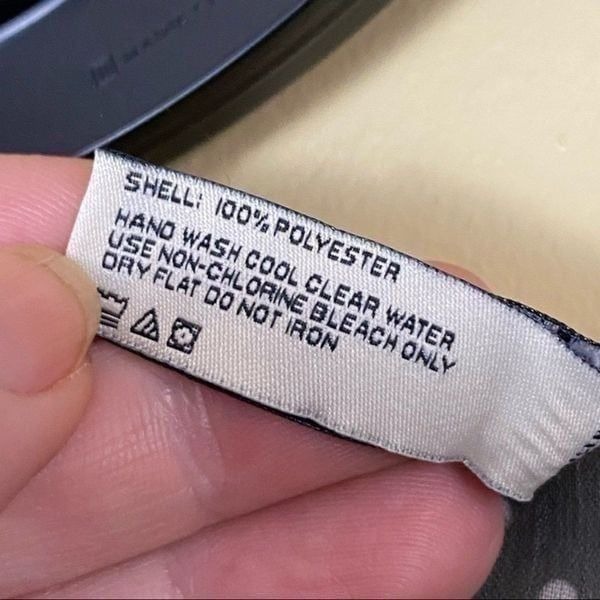 SHELL: 100% POLYESTER
HAND WASH COOL CLEAR WATER
USE NON-CHLORINE BLEACH ONLY
DRY FLAT DO NOT IRON